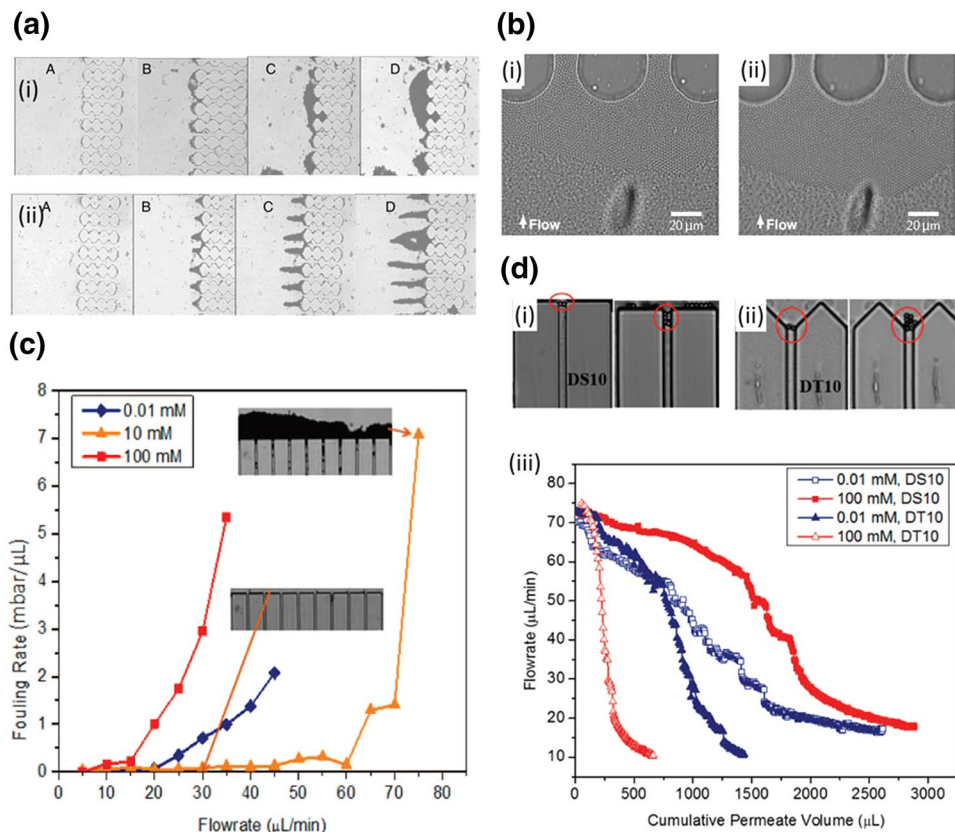 (a)
(i)
A
B
C
D
(ii)
A
B
C
D
(b)
(i)
Flow
20 µm
(ii)
Flow
20 µm
(c)
Fouling Rate (mbar/µL)
8
7
6
5
4
3
2
1
0
0.01 mM
10 mM
100 mM
0 10 20 30 40 50 60 70 80
Flowrate (µL/min)
(d)
(i)
DS10
(ii)
DT10
(iii)
Flowrate (µL/min)
80
70
60
50
40
30
20
10
0.01 mM, DS10
100 mM, DS10
0.01 mM, DT10
100 mM, DT10
0 500 1000 1500 2000 2500 3000
Cumulative Permeate Volume (µL)